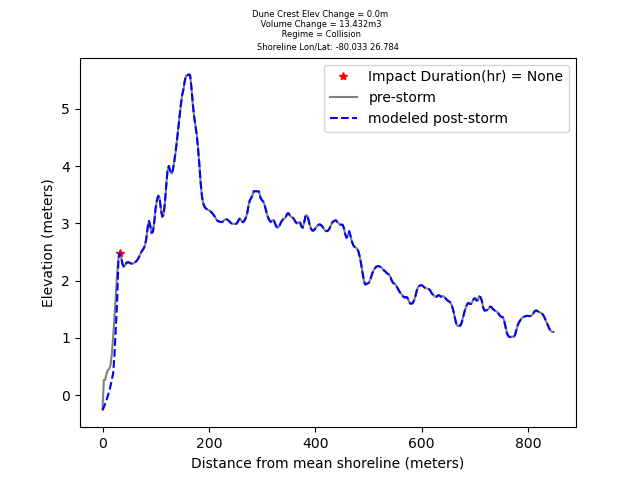 Dune Crest Elev Change = 0.0m
Volume Change = 13.432m3
Regime = Collision
Shoreline Lon/Lat: -80.033 26.784
Impact Duration(hr) = None
pre-storm
modeled post-storm
Elevation (meters)
5
4
3
2
1
0
0 200 400 600 800
Distance from mean shoreline (meters)